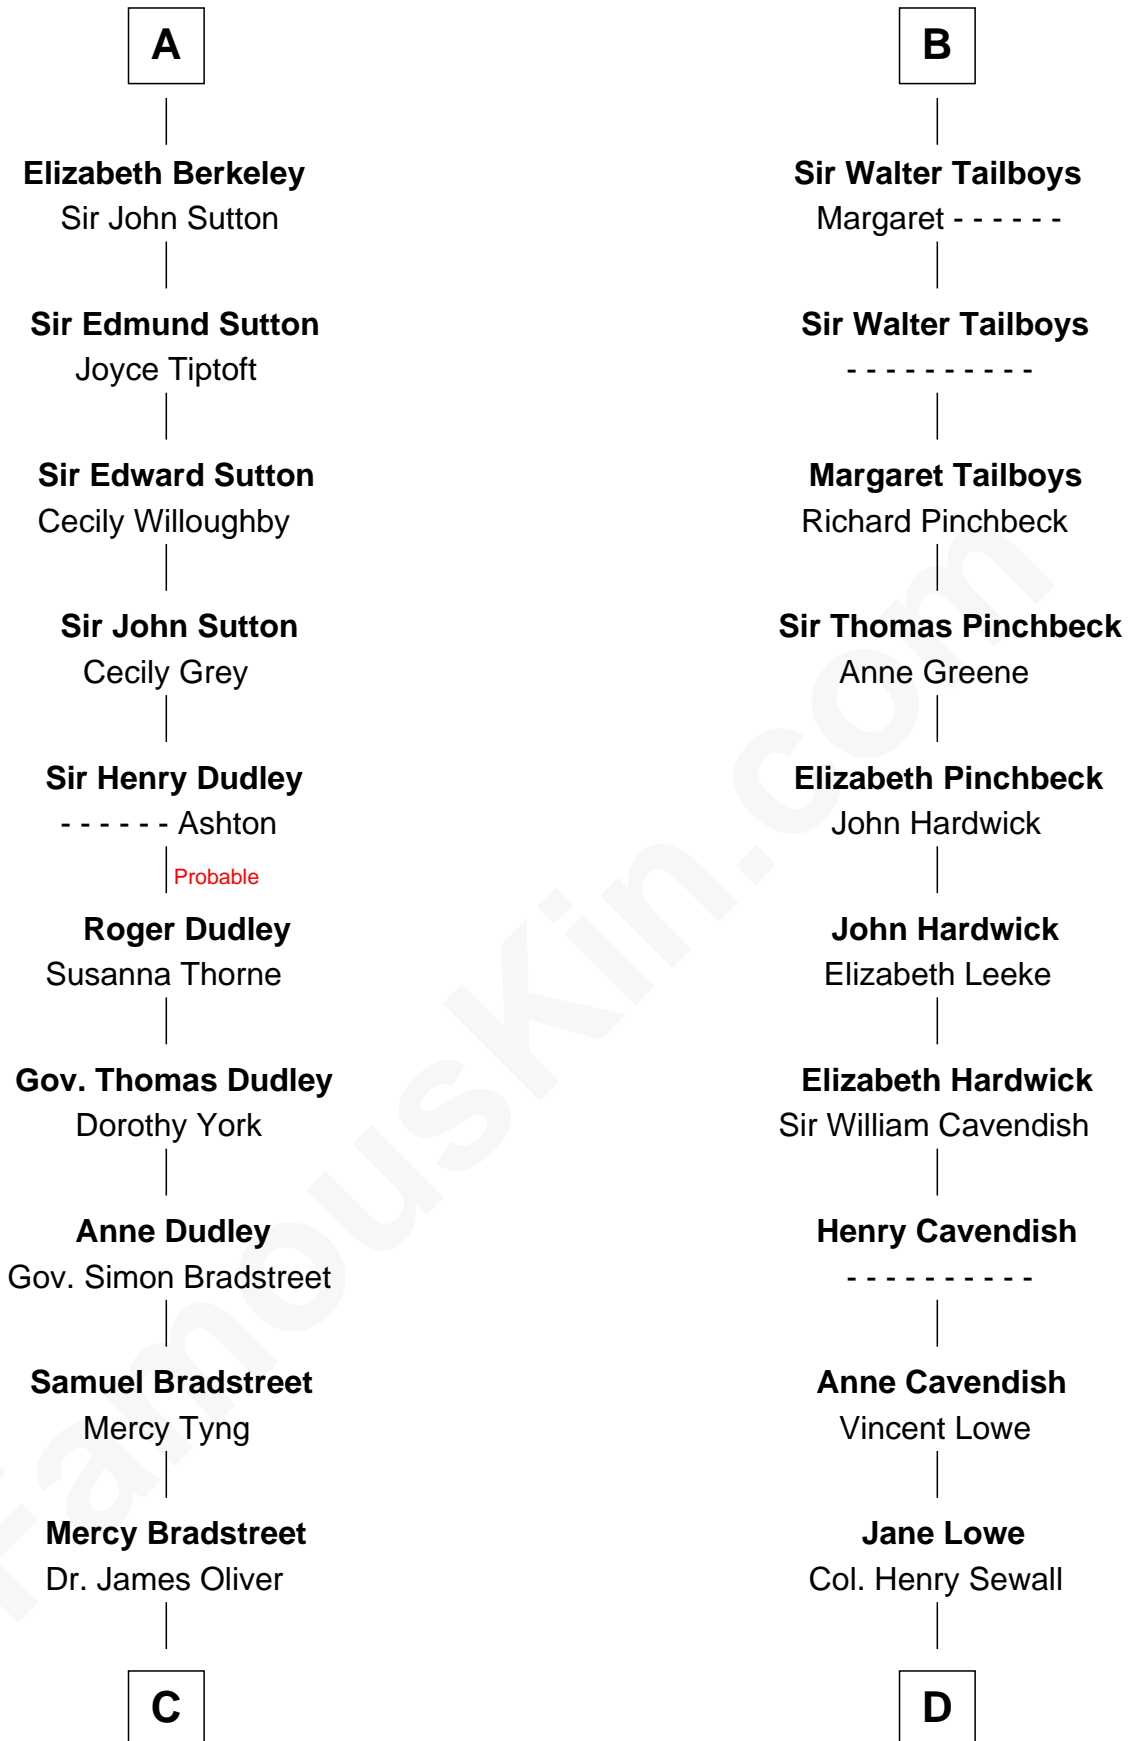 A
Elizabeth Berkeley
Sir John Sutton
Sir Edmund Sutton
Joyce Tiptoft
Sir Edward Sutton
Cecily Willoughby
Sir John Sutton
Cecily Grey
Sir Henry Dudley
- - - - - - Ashton
Probable
Roger Dudley
Susanna Thorne
Gov. Thomas Dudley
Dorothy York
Anne Dudley
Gov. Simon Bradstreet
Samuel Bradstreet
Mercy Tyng
Mercy Bradstreet
Dr. James Oliver
C
B
Sir Walter Tailboys
Margaret - - - - - -
Sir Walter Tailboys
- - - - - - - - - -
Margaret Tailboys
Richard Pinchbeck
Sir Thomas Pinchbeck
Anne Greene
Elizabeth Pinchbeck
John Hardwick
John Hardwick
Elizabeth Leeke
Elizabeth Hardwick
Sir William Cavendish
Henry Cavendish
- - - - - - - - - -
Anne Cavendish
Vincent Lowe
Jane Lowe
Col. Henry Sewall
D
FamousKin.com